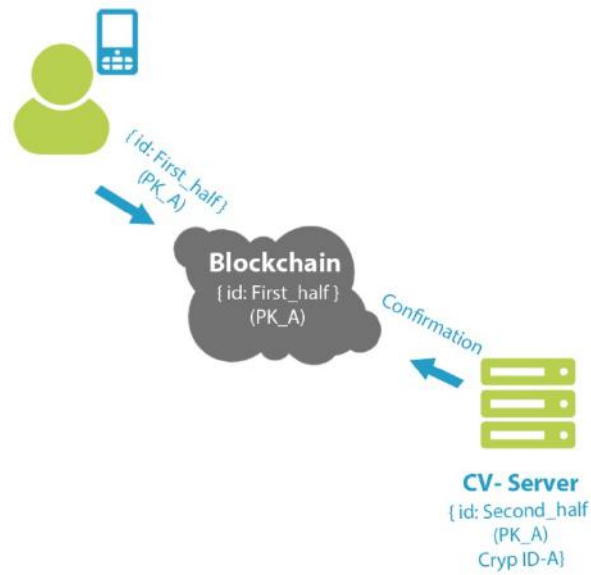 { id: First_half }
(PK_A)
Blockchain
{ id: First_half }
(PK_A)
Confirmation
CV- Server
{ id: Second_half
(PK_A)
Cryp ID-A}